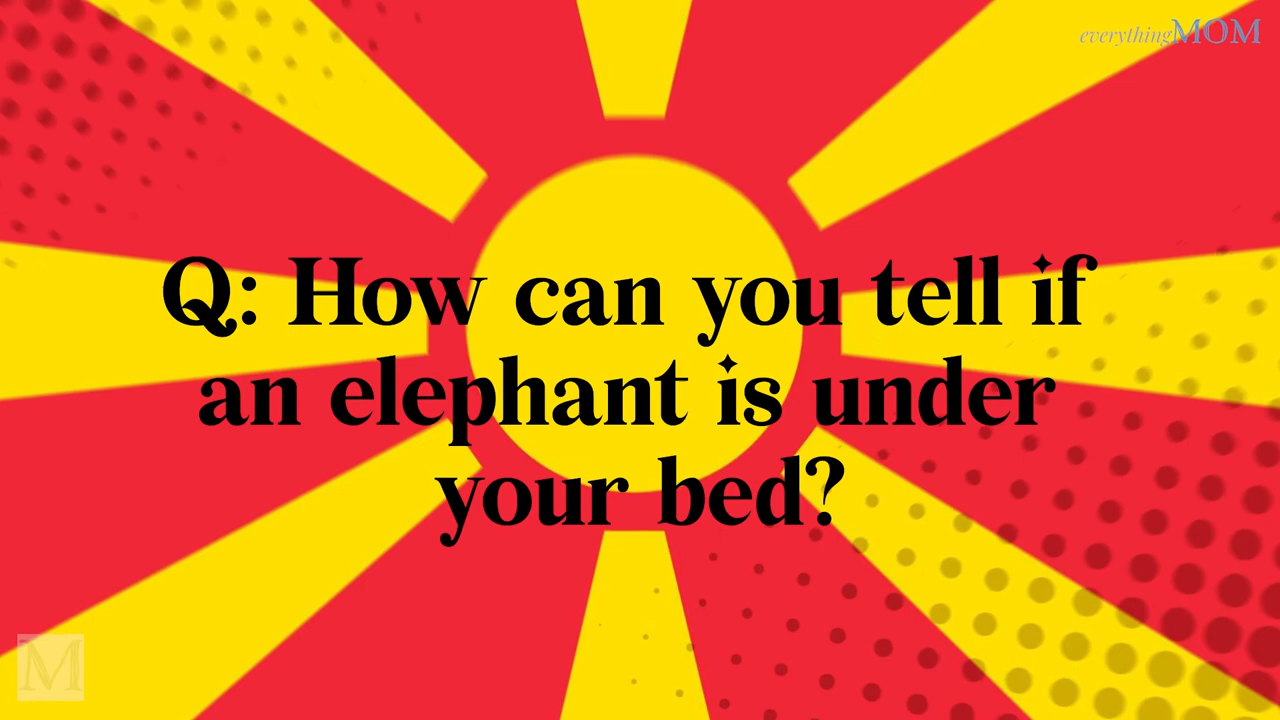 everythingMOM
Q: How can you tell if
an elephant is under
your bed?
M